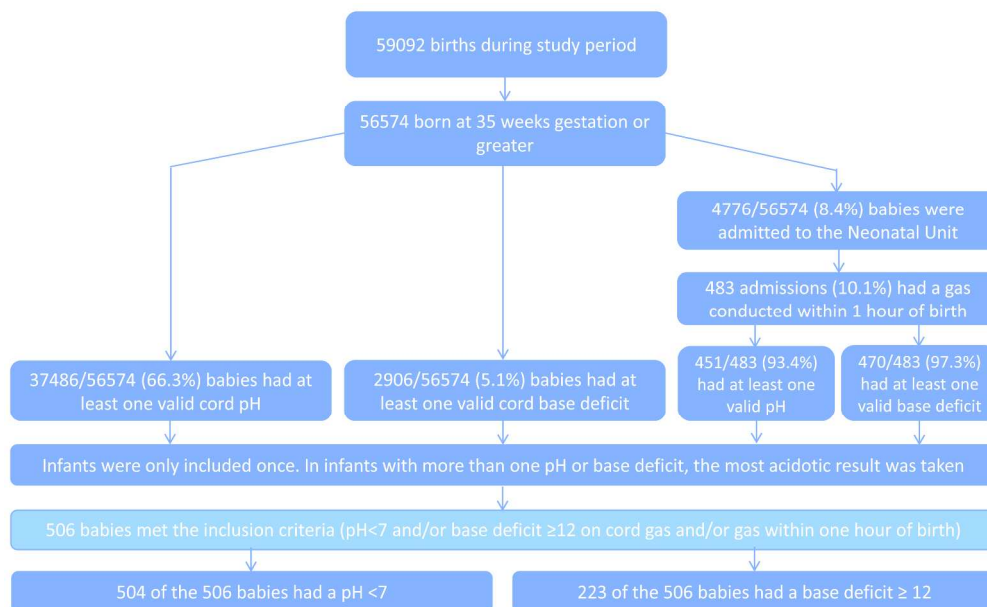 59092 births during study period
56574 born at 35 weeks gestation or
greater
4776/56574 (8.4%) babies were
admitted to the Neonatal Unit
483 admissions (10.1%) had a gas
conducted within 1 hour of birth
37486/56574 (66.3%) babies had at
least one valid cord pH
2906/56574 (5.1%) babies had at
least one valid cord base deficit
451/483 (93.4%)
had at least one
valid pH
470/483 (97.3%)
had at least one
valid base deficit
Infants were only included once. In infants with more than one pH or base deficit, the most acidotic result was taken
506 babies met the inclusion criteria (pH<7 and/or base deficit ≥12 on cord gas and/or gas within one hour of birth)
504 of the 506 babies had a pH <7
223 of the 506 babies had a base deficit ≥ 12